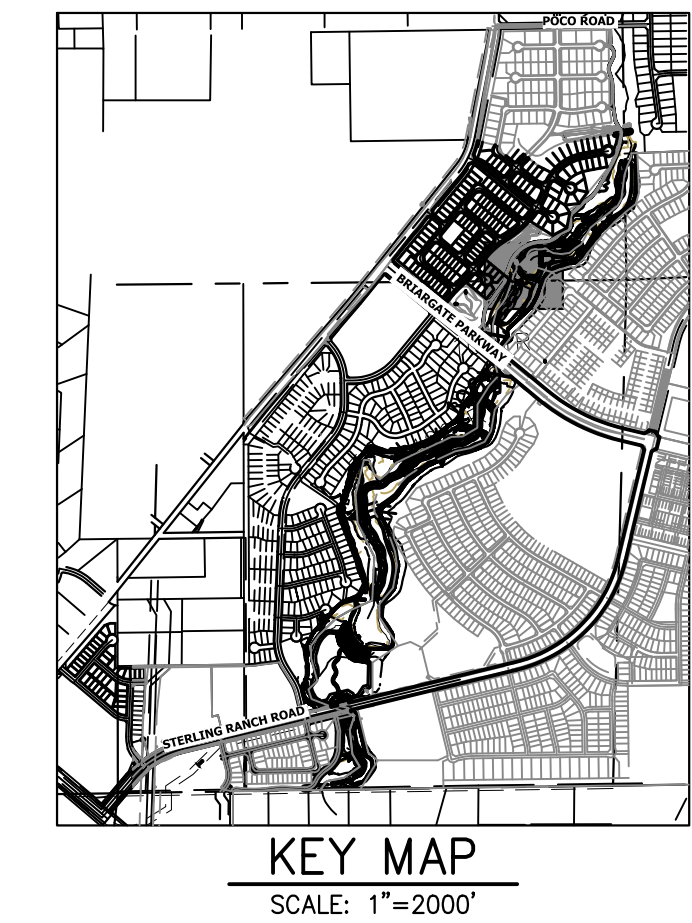 POCO ROAD
BRIARGATE PARKWAY
STERLING RANCH ROAD
KEY MAP
SCALE: 1"=2000'